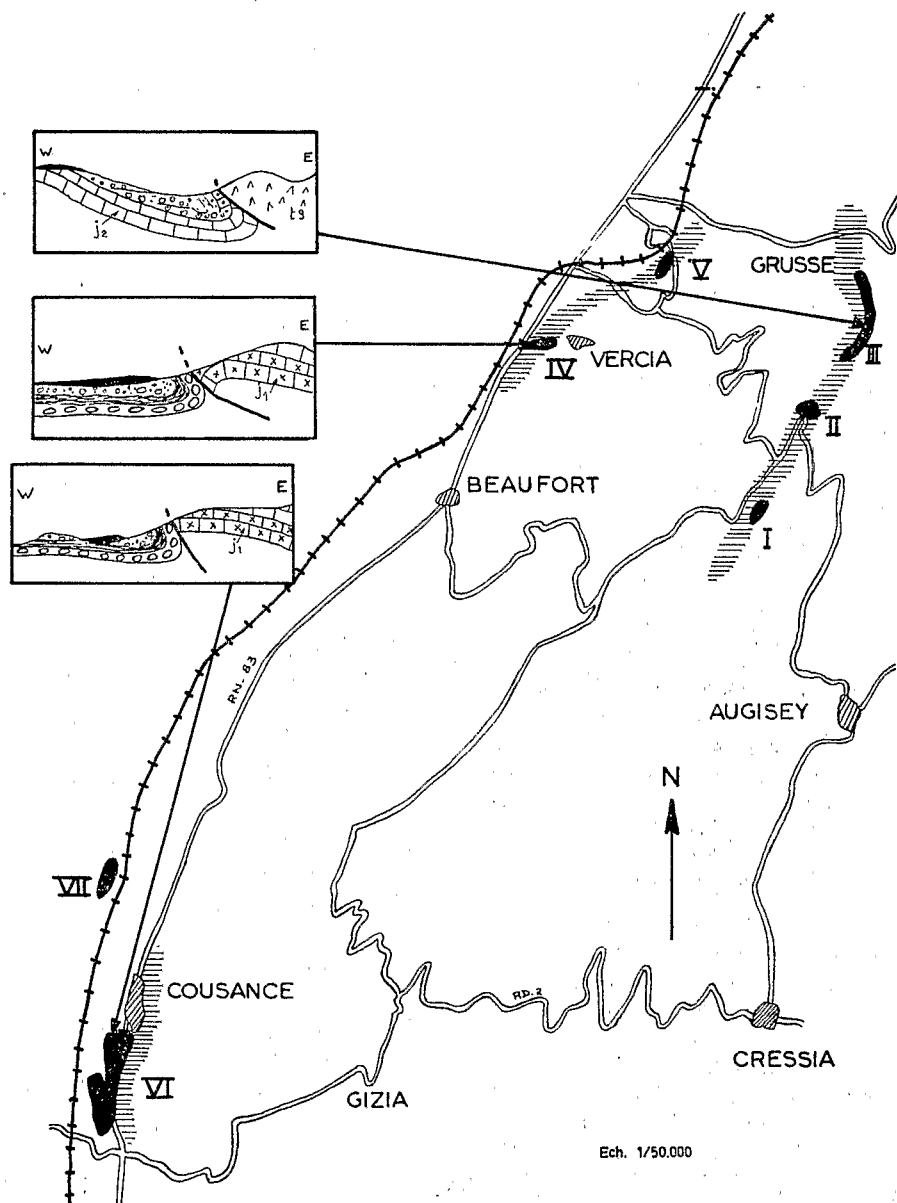 W
E
j2
t9
W
E
j1
W
E
j1
GRUSSE
V
III
IV
VERCIA
II
BEAUFORT
I
RN. 83
AUGISEY
N
VII
COUSANCE
R.D. 2
CRESSIA
VI
GIZIA
Ech. 1/50.000